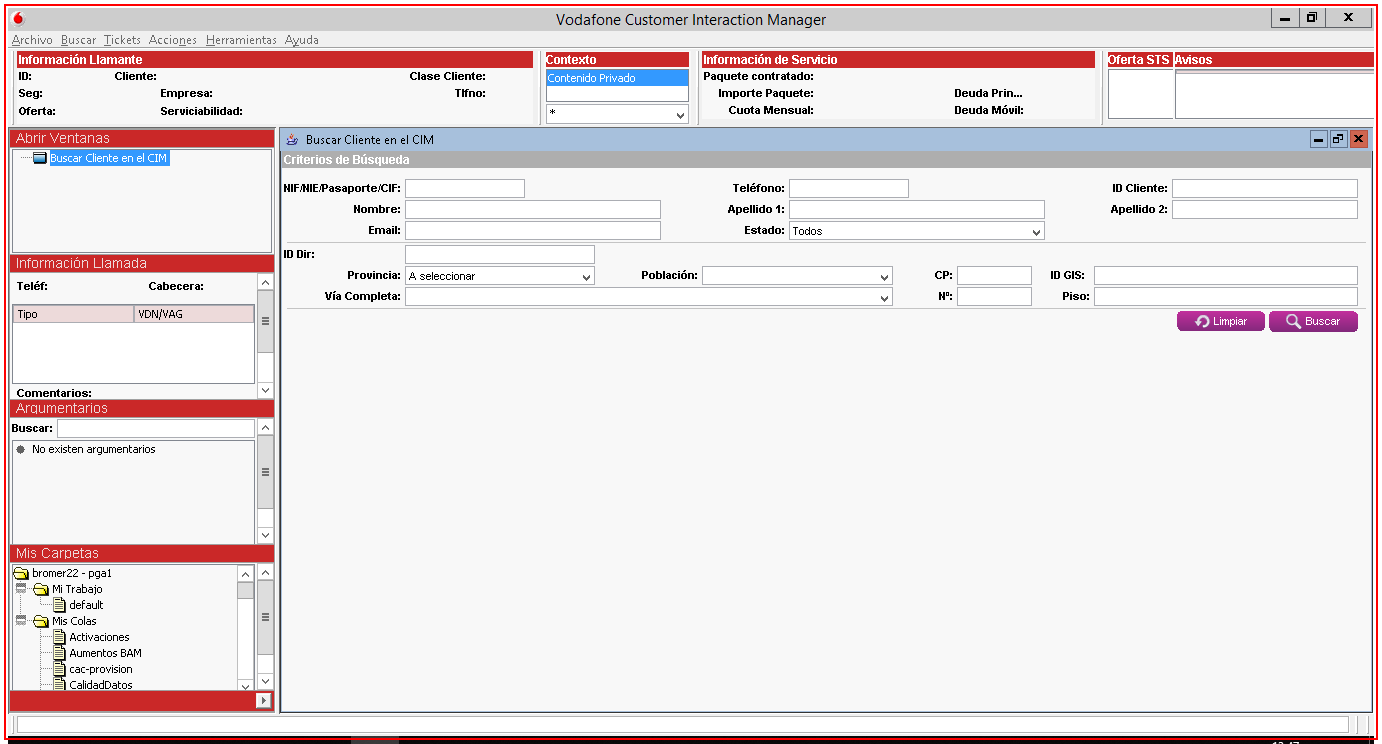 Vodafone Customer Interaction Manager
Archivo Buscar Tickets Acciones Herramientas Ayuda
Información Llamante
ID: Cliente: Clase Cliente:
Seg: Empresa: Tlfno:
Oferta: Serviciabilidad:
Contexto
Contenido Privado
*
Información de Servicio
Paquete contratado:
Importe Paquete: Deuda Prin...
Cuota Mensual: Deuda Móvil:
Oferta STS Avisos
Abrir Ventanas
Buscar Cliente en el CIM
Información Llamada
Teléf: Cabecera:
Tipo VDN/VAG
Comentarios:
Argumentarios
Buscar:
No existen argumentarios
Mis Carpetas
bromer22 - pga1
Mi Trabajo
default
Mis Colas
Activaciones
Aumentos BAM
cac-provision
CalidadDatos
Buscar Cliente en el CIM
Criterios de Búsqueda
NIF/NIE/Pasaporte/CIF: Teléfono: ID Cliente:
Nombre: Apellido 1: Apellido 2:
Email: Estado: Todos
ID Dir:
Provincia: A seleccionar Población: CP: ID GIS:
Vía Completa: Nº: Piso:
Limpiar Buscar